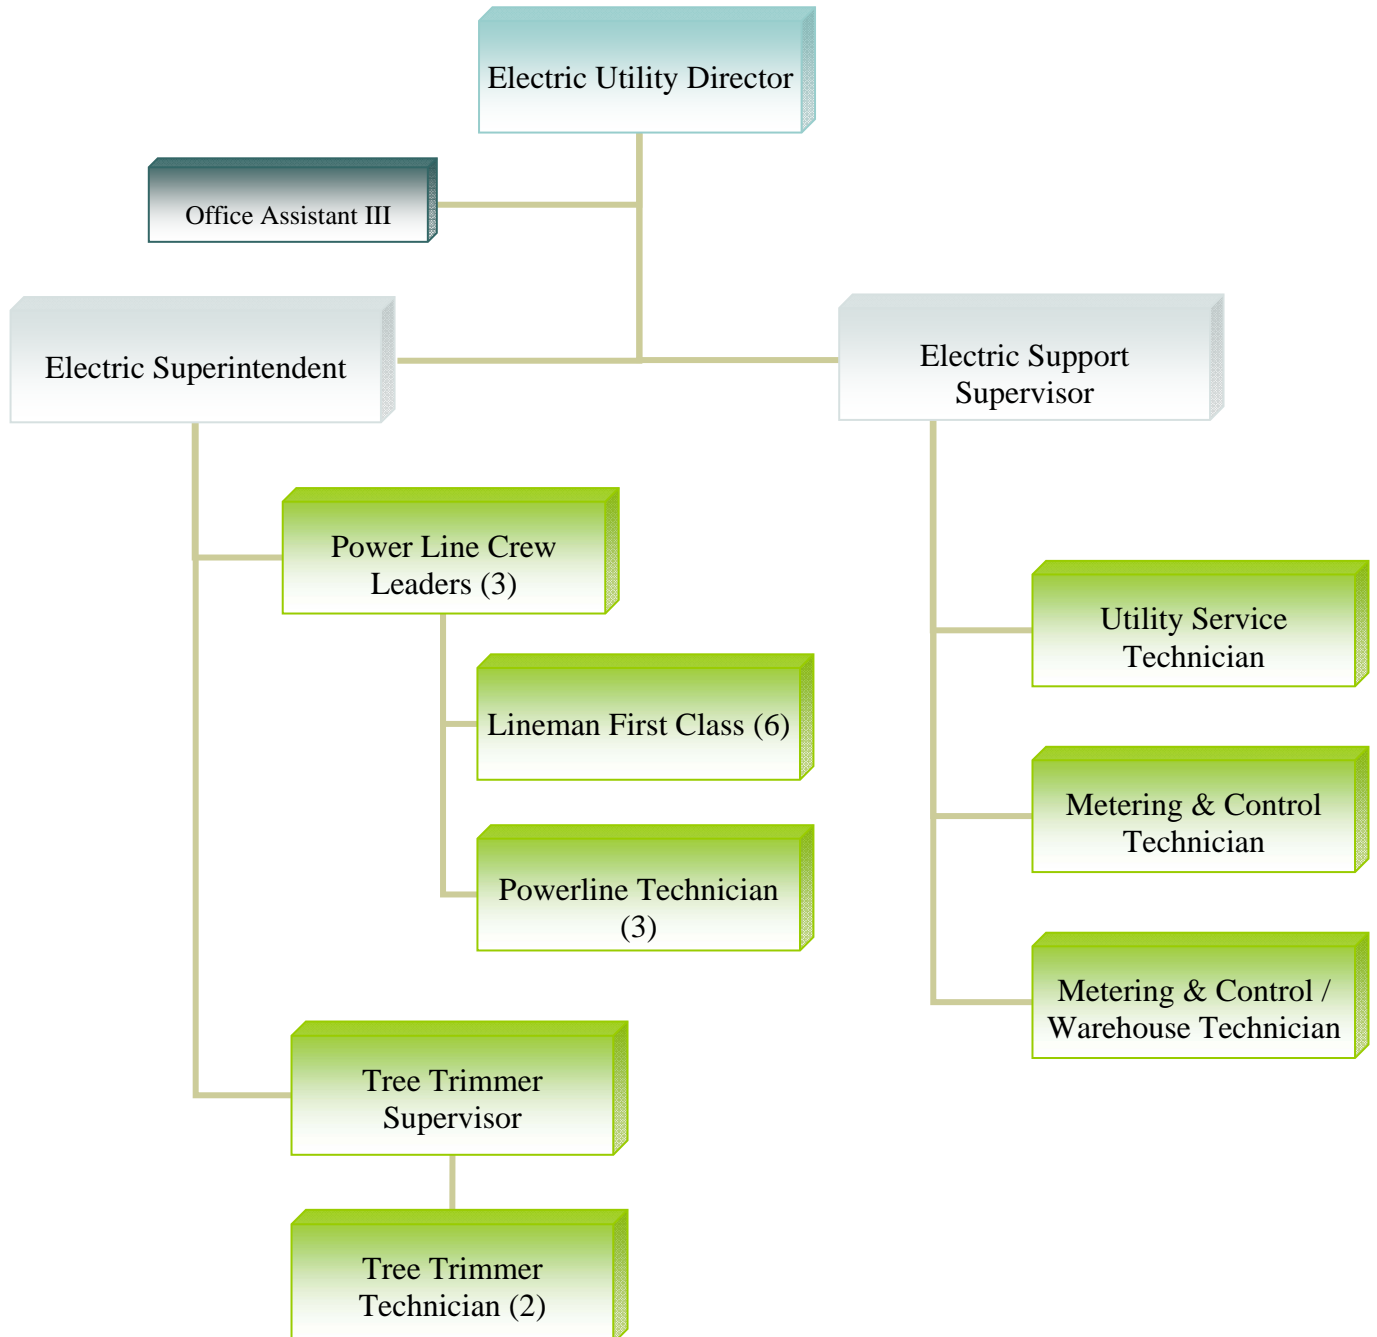 Electric Utility Director
Office Assistant III
Electric Superintendent
Electric Support
Supervisor
Power Line Crew
Leaders (3)
Lineman First Class (6)
Powerline Technician
(3)
Tree Trimmer
Supervisor
Tree Trimmer
Technician (2)
Utility Service
Technician
Metering & Control
Technician
Metering & Control /
Warehouse Technician